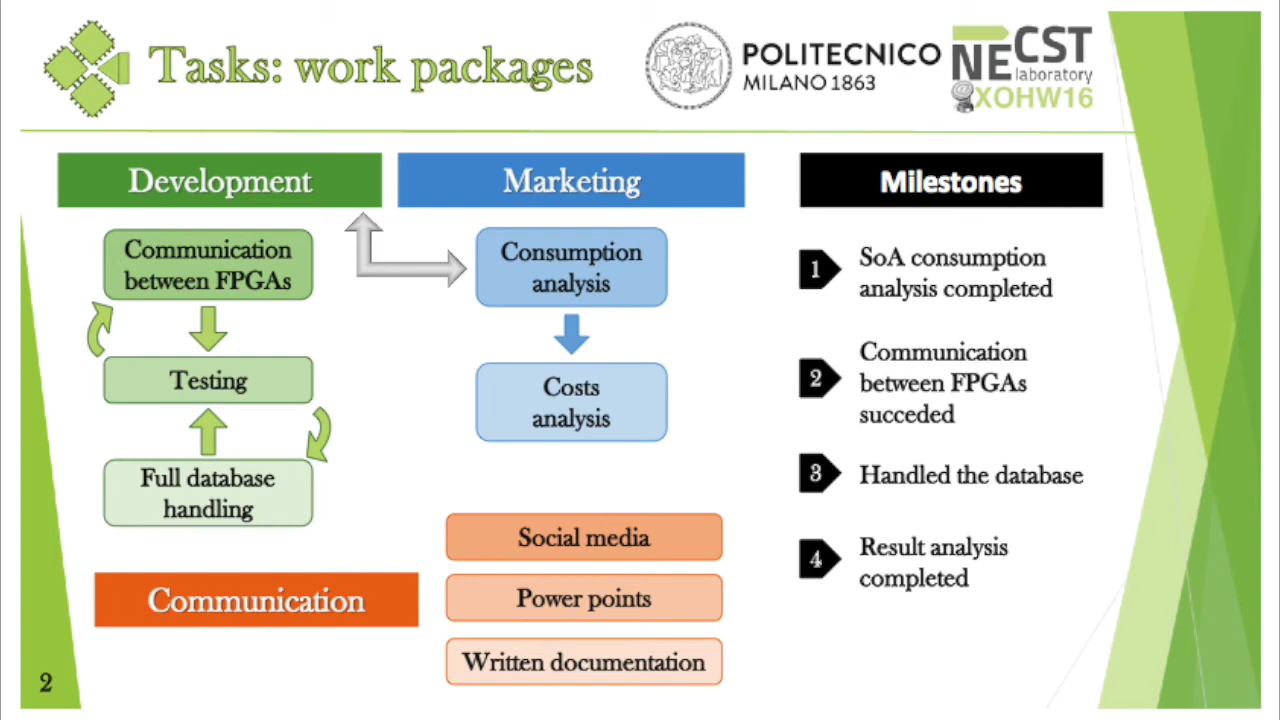 Tasks: work packages
POLITECNICO
MILANO 1863
NECST
laboratory
XOHW16
Development
Communication
between FPGAs
Testing
Full database
handling
Marketing
Consumption
analysis
Costs
analysis
Communication
Social media
Power points
Written documentation
Milestones
1
SoA consumption
analysis completed
2
Communication
between FPGAs
succeded
3
Handled the database
4
Result analysis
completed
2